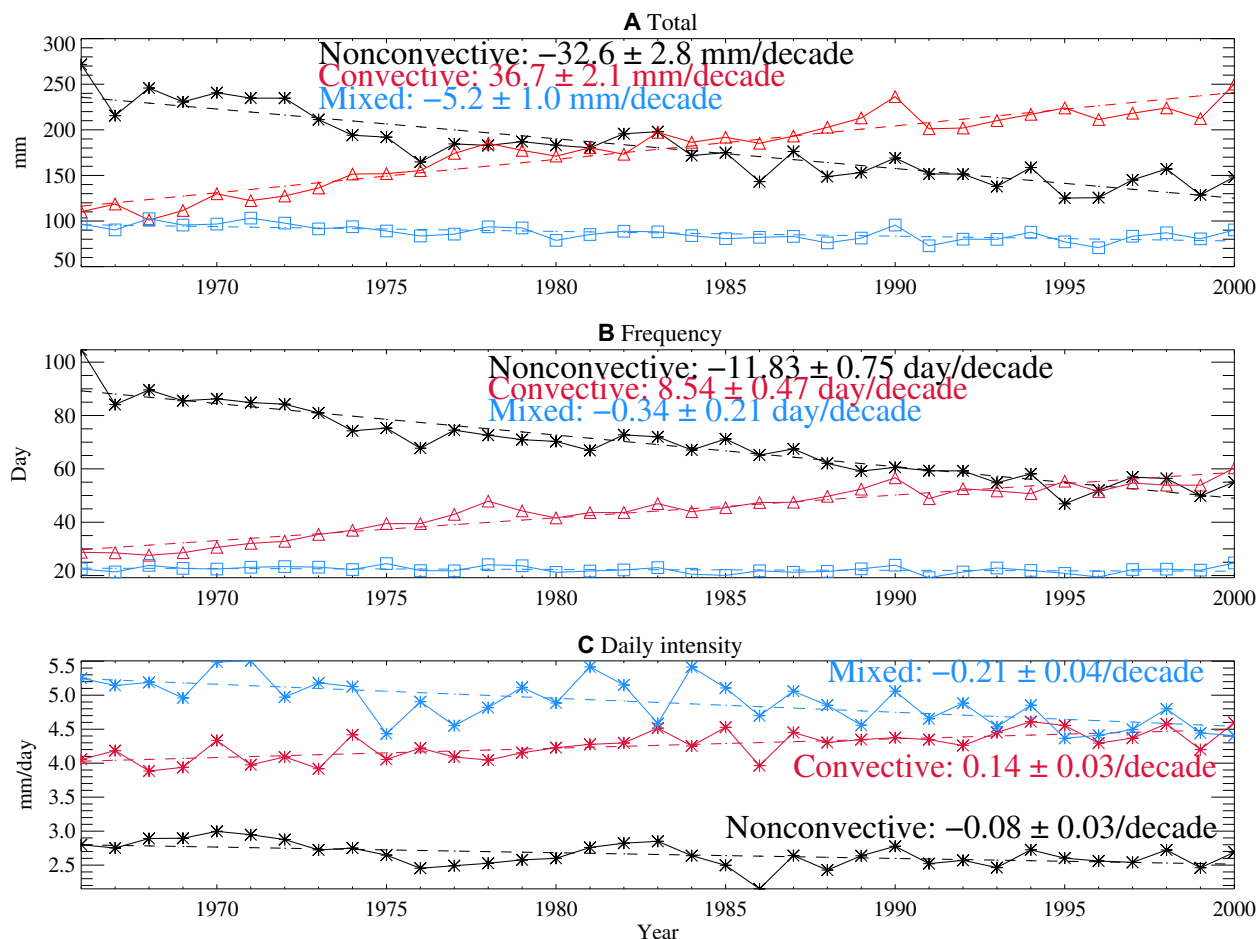 A Total
300
250
200
150
100
50
mm
Nonconvective: −32.6 ± 2.8 mm/decade
Convective: 36.7 ± 2.1 mm/decade
Mixed: −5.2 ± 1.0 mm/decade
1970 1975 1980 1985 1990 1995 2000
B Frequency
100
80
60
40
20
Day
Nonconvective: −11.83 ± 0.75 day/decade
Convective: 8.54 ± 0.47 day/decade
Mixed: −0.34 ± 0.21 day/decade
1970 1975 1980 1985 1990 1995 2000
C Daily intensity
5.5
5.0
4.5
4.0
3.5
3.0
2.5
mm/day
Mixed: −0.21 ± 0.04/decade
Convective: 0.14 ± 0.03/decade
Nonconvective: −0.08 ± 0.03/decade
1970 1975 1980 1985 1990 1995 2000
Year